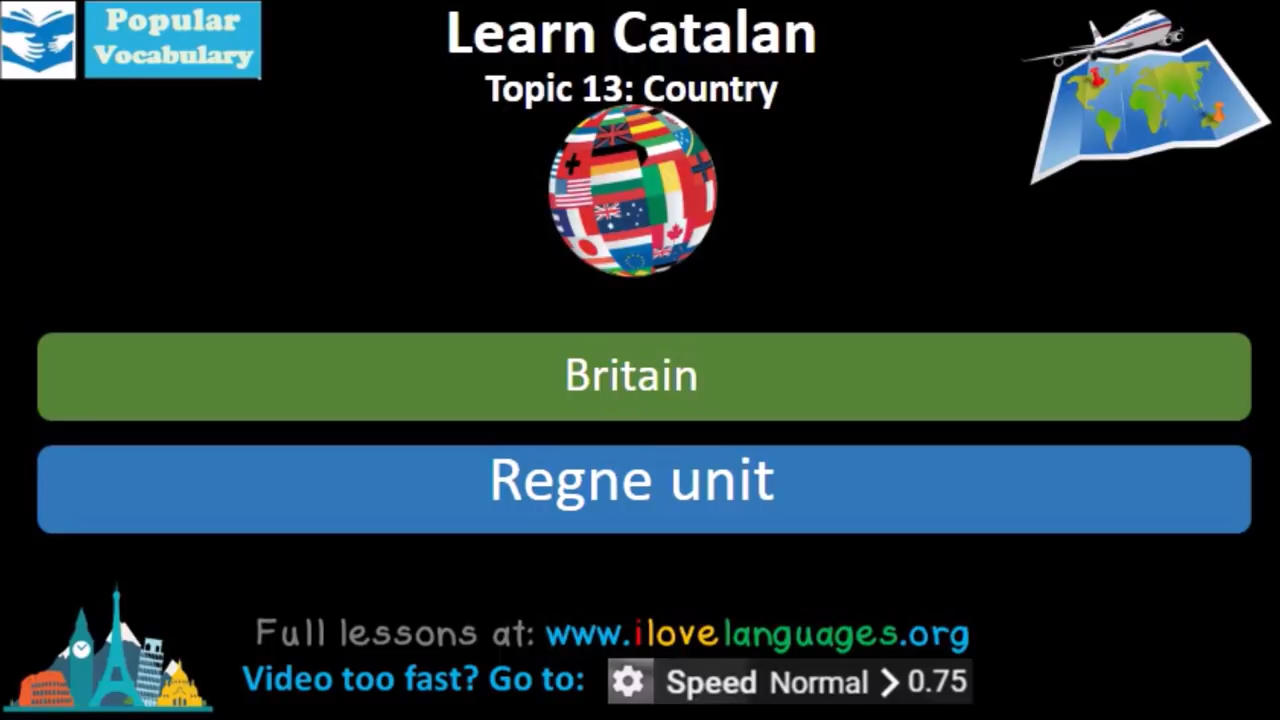 Popular
Vocabulary
Learn Catalan
Topic 13: Country
Britain
Regne unit
Full lessons at: www.ilovelanguages.org
Video too fast? Go to: Speed Normal > 0.75